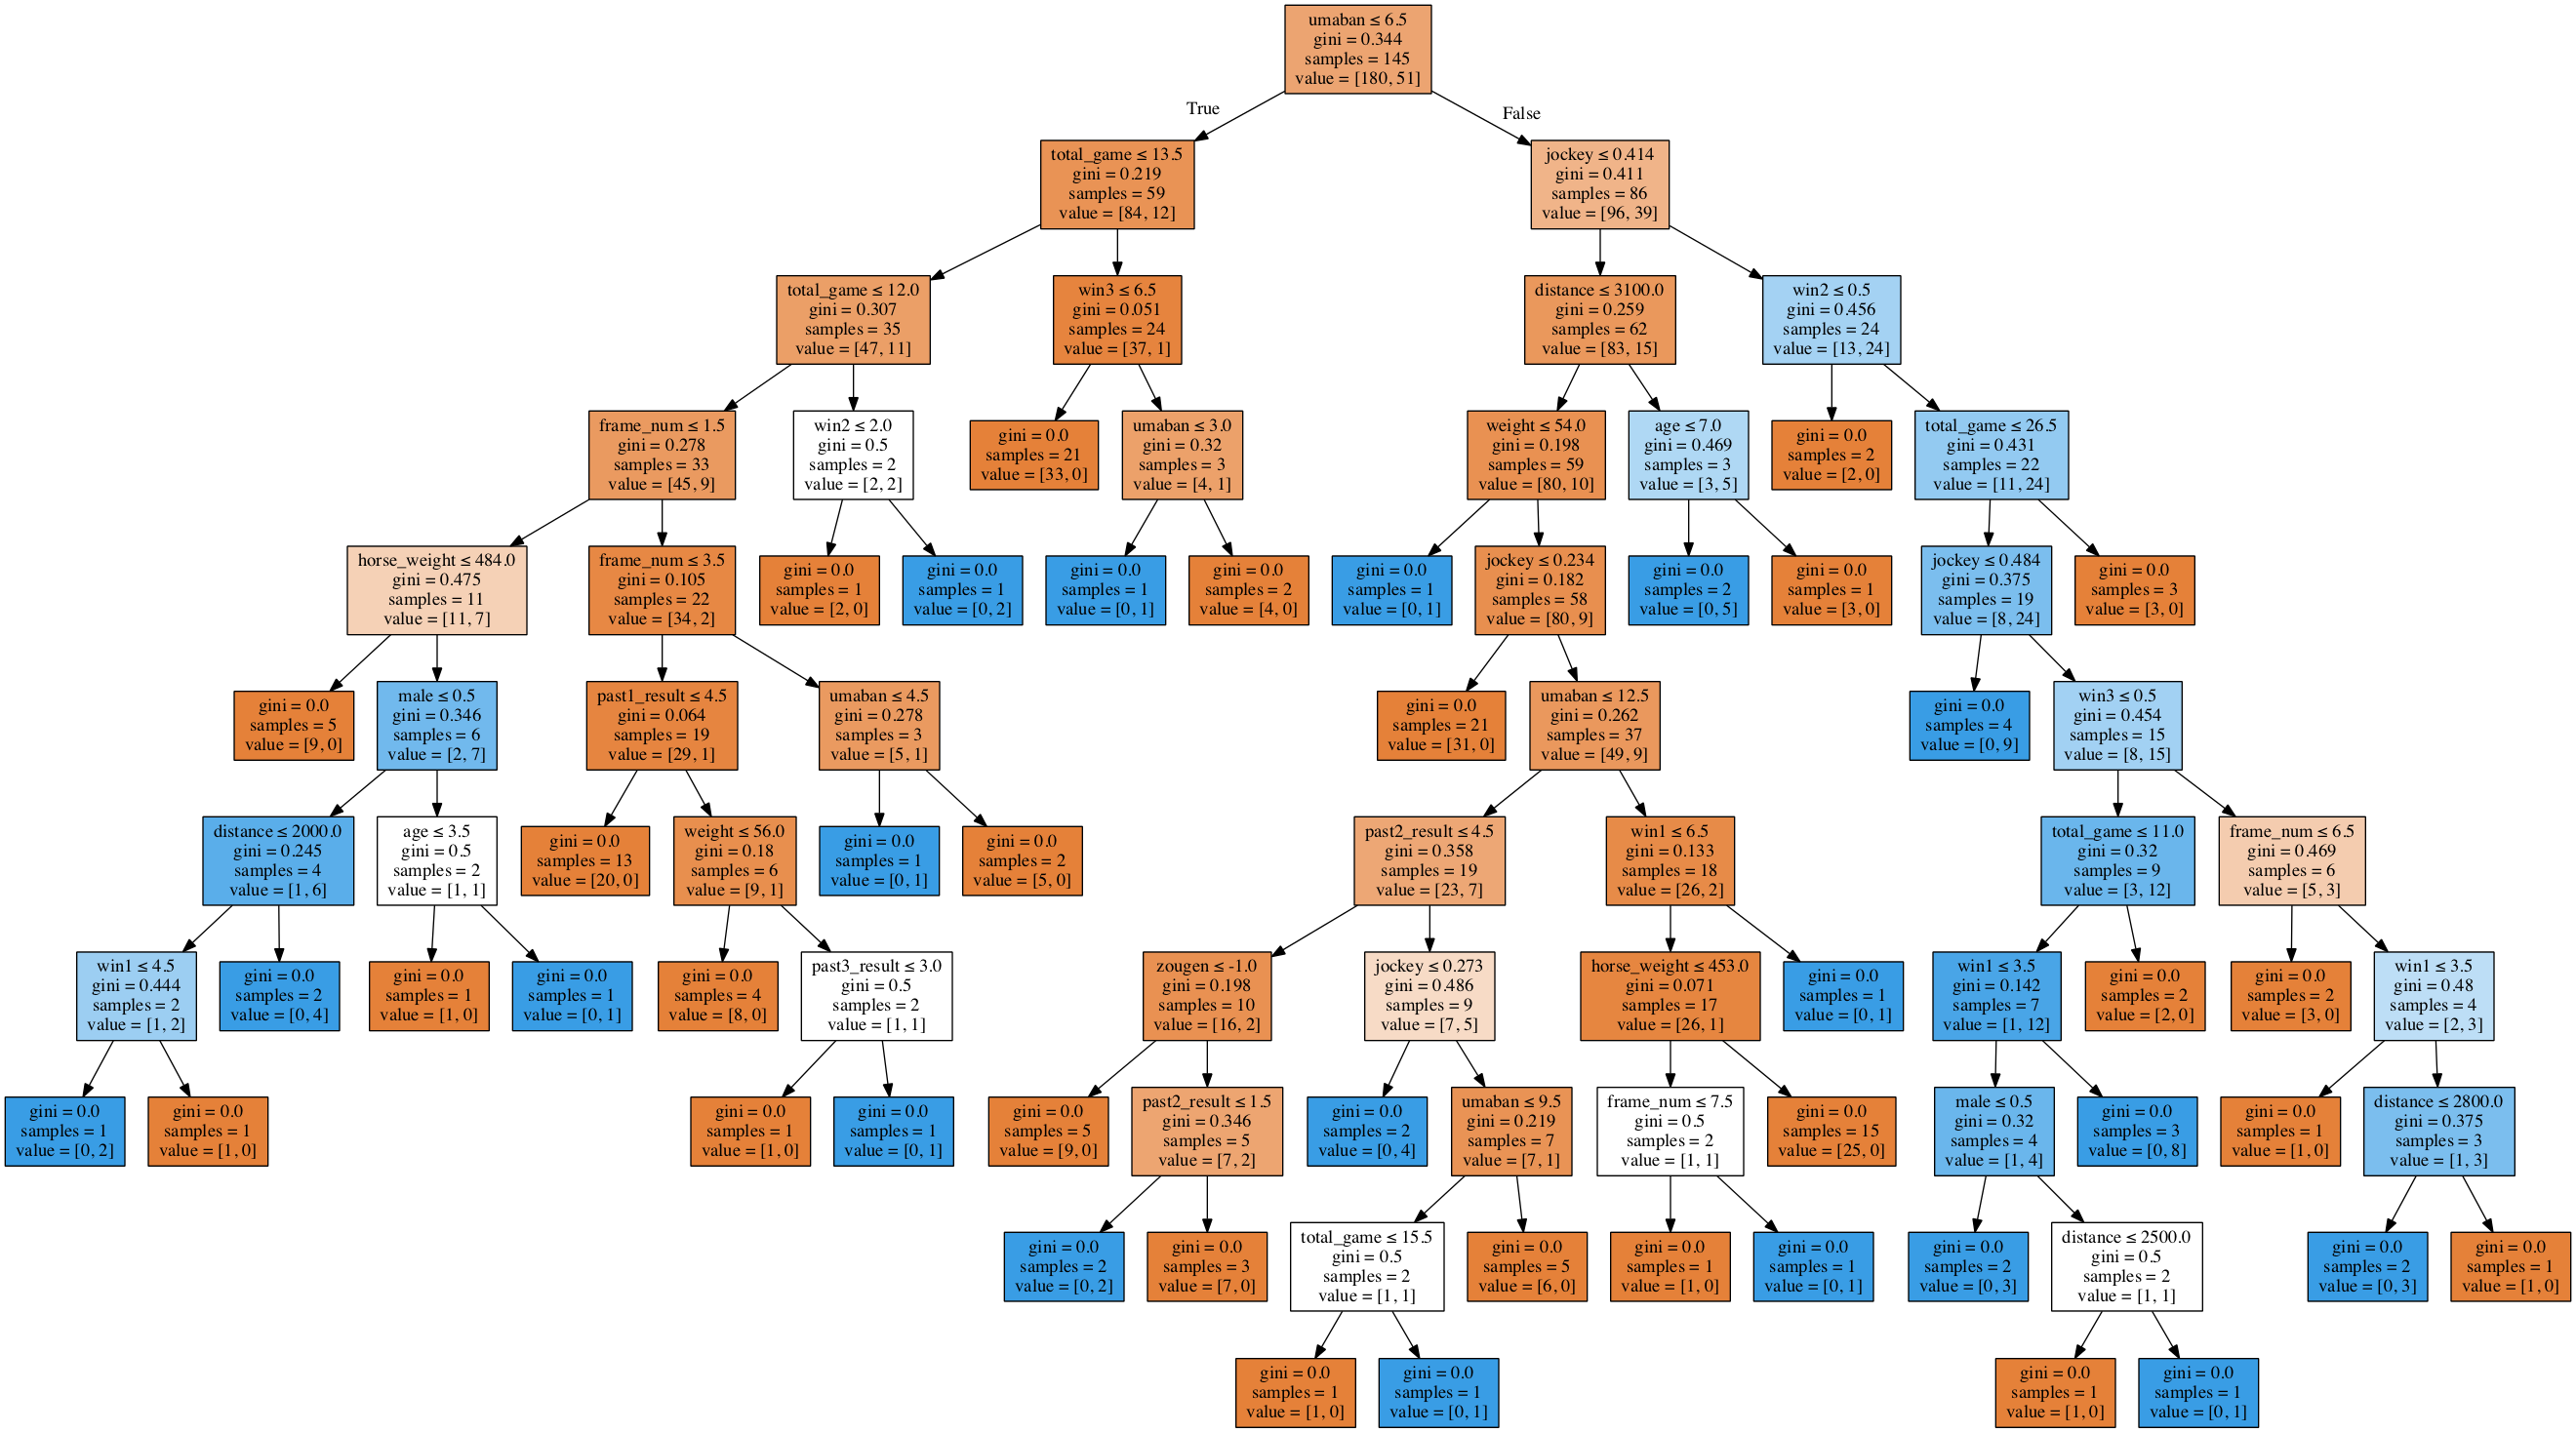 umaban ≤ 6.5
gini = 0.344
samples = 145
value = [180, 51]
True
False
total_game ≤ 13.5
gini = 0.219
samples = 59
value = [84, 12]
jockey ≤ 0.414
gini = 0.411
samples = 86
value = [96, 39]
total_game ≤ 12.0
gini = 0.307
samples = 35
value = [47, 11]
win3 ≤ 6.5
gini = 0.051
samples = 24
value = [37, 1]
distance ≤ 3100.0
gini = 0.259
samples = 62
value = [83, 15]
win2 ≤ 0.5
gini = 0.456
samples = 24
value = [13, 24]
frame_num ≤ 1.5
gini = 0.278
samples = 33
value = [45, 9]
win2 ≤ 2.0
gini = 0.5
samples = 2
value = [2, 2]
gini = 0.0
samples = 21
value = [33, 0]
umaban ≤ 3.0
gini = 0.32
samples = 3
value = [4, 1]
weight ≤ 54.0
gini = 0.198
samples = 59
value = [80, 10]
age ≤ 7.0
gini = 0.469
samples = 3
value = [3, 5]
gini = 0.0
samples = 2
value = [2, 0]
total_game ≤ 26.5
gini = 0.431
samples = 22
value = [11, 24]
horse_weight ≤ 484.0
gini = 0.475
samples = 11
value = [11, 7]
frame_num ≤ 3.5
gini = 0.105
samples = 22
value = [34, 2]
gini = 0.0
samples = 1
value = [2, 0]
gini = 0.0
samples = 1
value = [0, 2]
gini = 0.0
samples = 1
value = [0, 1]
gini = 0.0
samples = 2
value = [4, 0]
gini = 0.0
samples = 1
value = [0, 1]
jockey ≤ 0.234
gini = 0.182
samples = 58
value = [80, 9]
gini = 0.0
samples = 2
value = [0, 5]
gini = 0.0
samples = 1
value = [3, 0]
jockey ≤ 0.484
gini = 0.375
samples = 19
value = [8, 24]
gini = 0.0
samples = 3
value = [3, 0]
gini = 0.0
samples = 5
value = [9, 0]
male ≤ 0.5
gini = 0.346
samples = 6
value = [2, 7]
past1_result ≤ 4.5
gini = 0.064
samples = 19
value = [29, 1]
umaban ≤ 4.5
gini = 0.278
samples = 3
value = [5, 1]
gini = 0.0
samples = 21
value = [31, 0]
umaban ≤ 12.5
gini = 0.262
samples = 37
value = [49, 9]
gini = 0.0
samples = 4
value = [0, 9]
win3 ≤ 0.5
gini = 0.454
samples = 15
value = [8, 15]
distance ≤ 2000.0
gini = 0.245
samples = 4
value = [1, 6]
age ≤ 3.5
gini = 0.5
samples = 2
value = [1, 1]
gini = 0.0
samples = 13
value = [20, 0]
weight ≤ 56.0
gini = 0.18
samples = 6
value = [9, 1]
gini = 0.0
samples = 1
value = [0, 1]
gini = 0.0
samples = 2
value = [5, 0]
past2_result ≤ 4.5
gini = 0.358
samples = 19
value = [23, 7]
win1 ≤ 6.5
gini = 0.133
samples = 18
value = [26, 2]
total_game ≤ 11.0
gini = 0.32
samples = 9
value = [3, 12]
frame_num ≤ 6.5
gini = 0.469
samples = 6
value = [5, 3]
win1 ≤ 4.5
gini = 0.444
samples = 2
value = [1, 2]
gini = 0.0
samples = 2
value = [0, 4]
gini = 0.0
samples = 1
value = [1, 0]
gini = 0.0
samples = 1
value = [0, 1]
gini = 0.0
samples = 4
value = [8, 0]
past3_result ≤ 3.0
gini = 0.5
samples = 2
value = [1, 1]
zougen ≤ -1.0
gini = 0.198
samples = 10
value = [16, 2]
jockey ≤ 0.273
gini = 0.486
samples = 9
value = [7, 5]
horse_weight ≤ 453.0
gini = 0.071
samples = 17
value = [26, 1]
gini = 0.0
samples = 1
value = [0, 1]
win1 ≤ 3.5
gini = 0.142
samples = 7
value = [1, 12]
gini = 0.0
samples = 2
value = [2, 0]
gini = 0.0
samples = 2
value = [3, 0]
win1 ≤ 3.5
gini = 0.48
samples = 4
value = [2, 3]
gini = 0.0
samples = 1
value = [0, 2]
gini = 0.0
samples = 1
value = [1, 0]
gini = 0.0
samples = 1
value = [1, 0]
gini = 0.0
samples = 1
value = [0, 1]
gini = 0.0
samples = 5
value = [9, 0]
past2_result ≤ 1.5
gini = 0.346
samples = 5
value = [7, 2]
gini = 0.0
samples = 2
value = [0, 4]
umaban ≤ 9.5
gini = 0.219
samples = 7
value = [7, 1]
frame_num ≤ 7.5
gini = 0.5
samples = 2
value = [1, 1]
gini = 0.0
samples = 15
value = [25, 0]
male ≤ 0.5
gini = 0.32
samples = 4
value = [1, 4]
gini = 0.0
samples = 3
value = [0, 8]
gini = 0.0
samples = 1
value = [1, 0]
distance ≤ 2800.0
gini = 0.375
samples = 3
value = [1, 3]
gini = 0.0
samples = 2
value = [0, 2]
gini = 0.0
samples = 3
value = [7, 0]
total_game ≤ 15.5
gini = 0.5
samples = 2
value = [1, 1]
gini = 0.0
samples = 5
value = [6, 0]
gini = 0.0
samples = 1
value = [1, 0]
gini = 0.0
samples = 1
value = [0, 1]
gini = 0.0
samples = 2
value = [0, 3]
distance ≤ 2500.0
gini = 0.5
samples = 2
value = [1, 1]
gini = 0.0
samples = 2
value = [0, 3]
gini = 0.0
samples = 1
value = [1, 0]
gini = 0.0
samples = 1
value = [1, 0]
gini = 0.0
samples = 1
value = [0, 1]
gini = 0.0
samples = 1
value = [1, 0]
gini = 0.0
samples = 1
value = [0, 1]